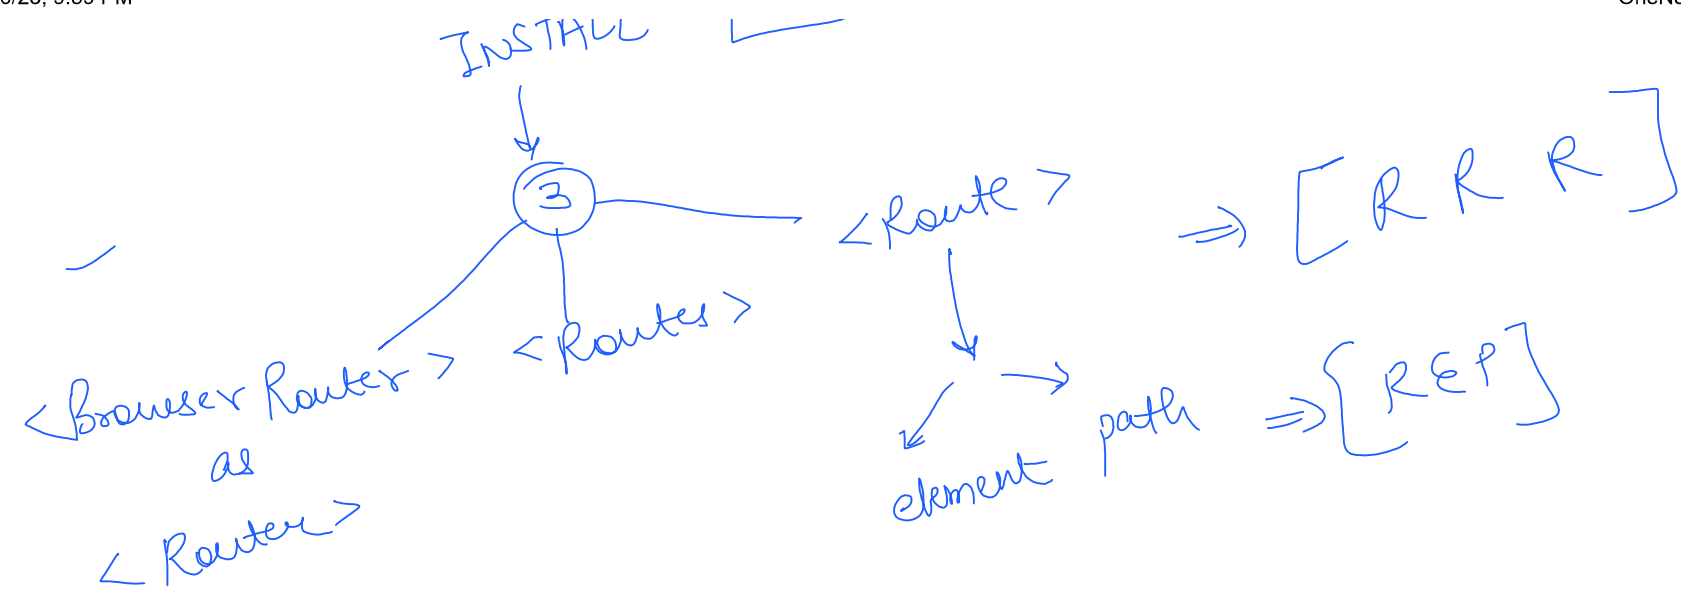 INSTALL
3
<Route> ⇒ [R R R]
<BrowserRouter> <Routes>
as
<Router>
element path ⇒ [REP]